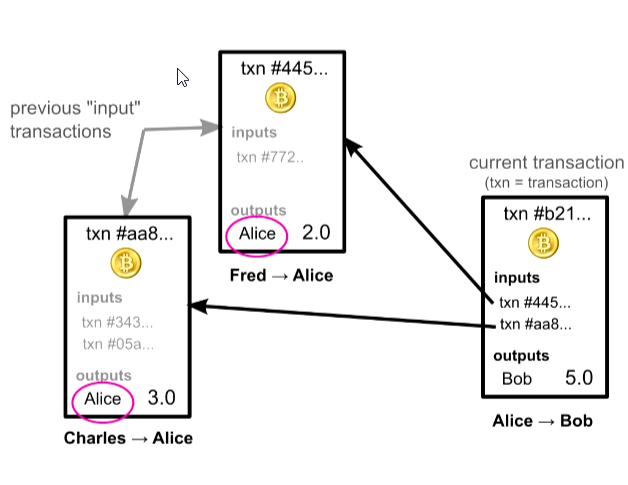 txn #445...
previous "input"
transactions
inputs
txn #772..
outputs
Alice 2.0
Fred → Alice
txn #aa8...
inputs
txn #343...
txn #05a...
outputs
Alice 3.0
Charles → Alice
current transaction
(txn = transaction)
txn #b21...
inputs
txn #445...
txn #aa8...
outputs
Bob 5.0
Alice → Bob